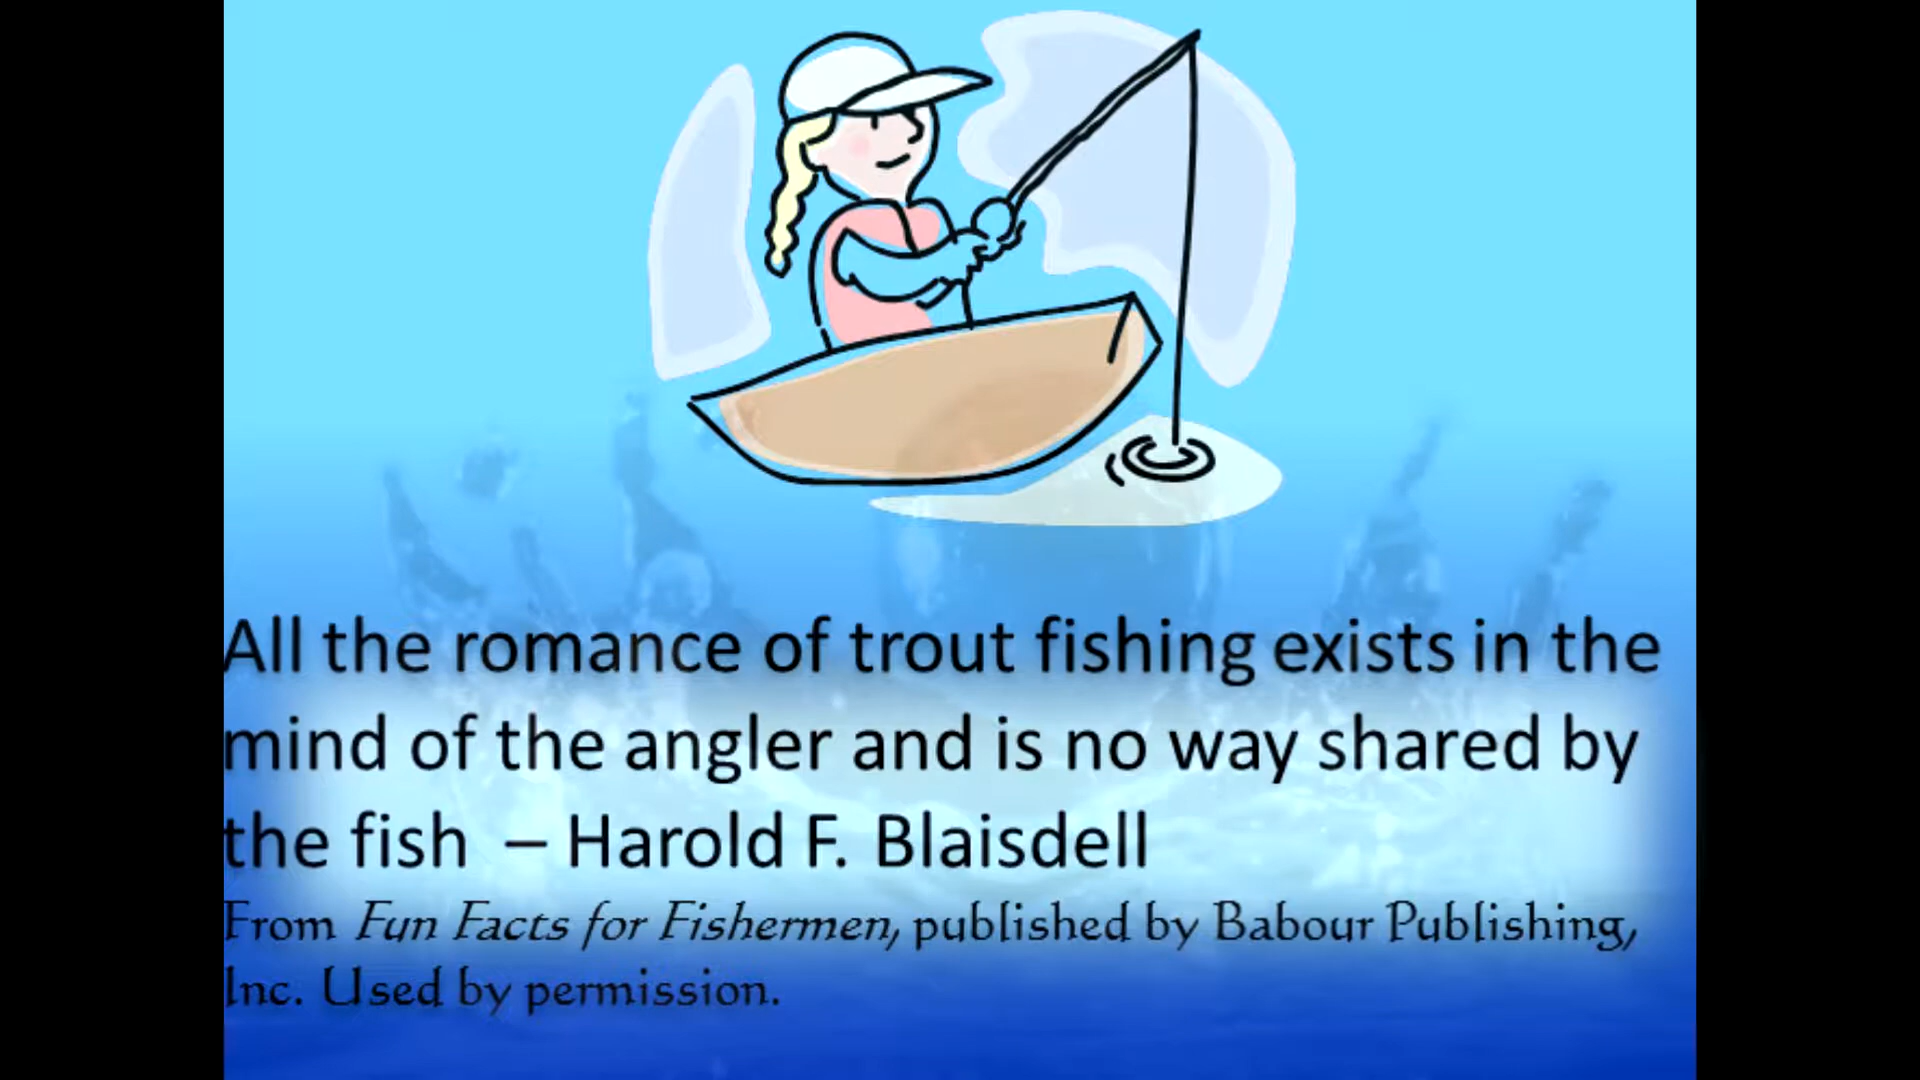 All the romance of trout fishing exists in the
mind of the angler and is no way shared by
the fish – Harold F. Blaisdell
From Fun Facts for Fishermen, published by Babour Publishing,
Inc. Used by permission.